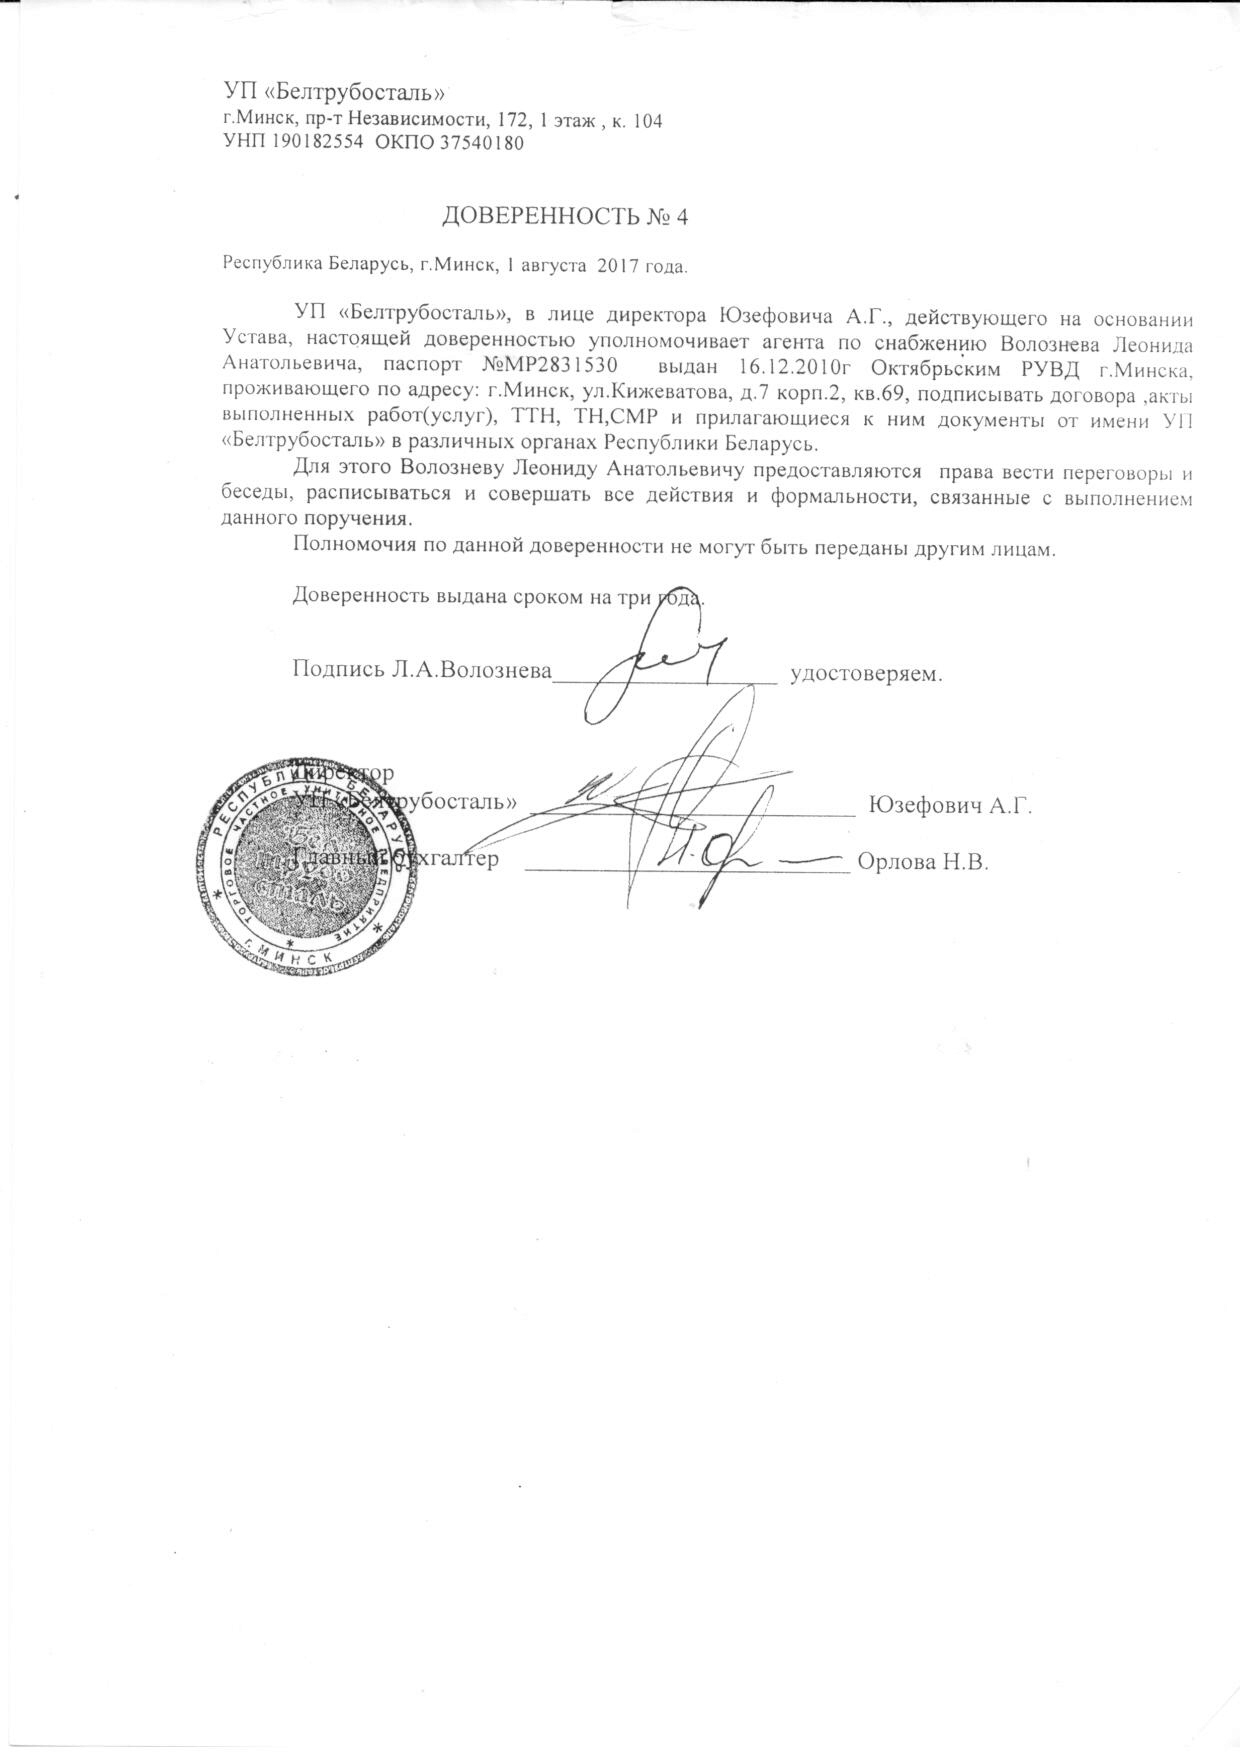 УП «Белтрубосталь»
г.Минск, пр-т Независимости, 172, 1 этаж , к. 104
УНП 190182554 ОКПО 37540180
ДОВЕРЕННОСТЬ № 4
Республика Беларусь, г.Минск, 1 августа 2017 года.
УП «Белтрубосталь», в лице директора Юзефовича А.Г., действующего на основании
Устава, настоящей доверенностью уполномочивает агента по снабжению Волознева Леонида
Анатольевича, паспорт №МР2831530 выдан 16.12.2010г Октябрьским РУВД г.Минска,
проживающего по адресу: г.Минск, ул.Кижеватова, д.7 корп.2, кв.69, подписывать договора ,акты
выполненных работ(услуг), ТТН, ТН,СМР и прилагающиеся к ним документы от имени УП
«Белтрубосталь» в различных органах Республики Беларусь.
Для этого Волозневу Леониду Анатольевичу предоставляются права вести переговоры и
беседы, расписываться и совершать все действия и формальности, связанные с выполнением
данного поручения.
Полномочия по данной доверенности не могут быть переданы другим лицам.
Доверенность выдана сроком на три года.
Подпись Л.А.Волознева удостоверяем.
Директор
УП «Белтрубосталь» Юзефович А.Г.
Главный бухгалтер Орлова Н.В.
РЕСПУБЛИКА БЕЛАРУСЬ
ТОРГОВОЕ ЧАСТНОЕ УНИТАРНОЕ ПРЕДПРИЯТИЕ
Бел
трубо
сталь
г. МИНСК